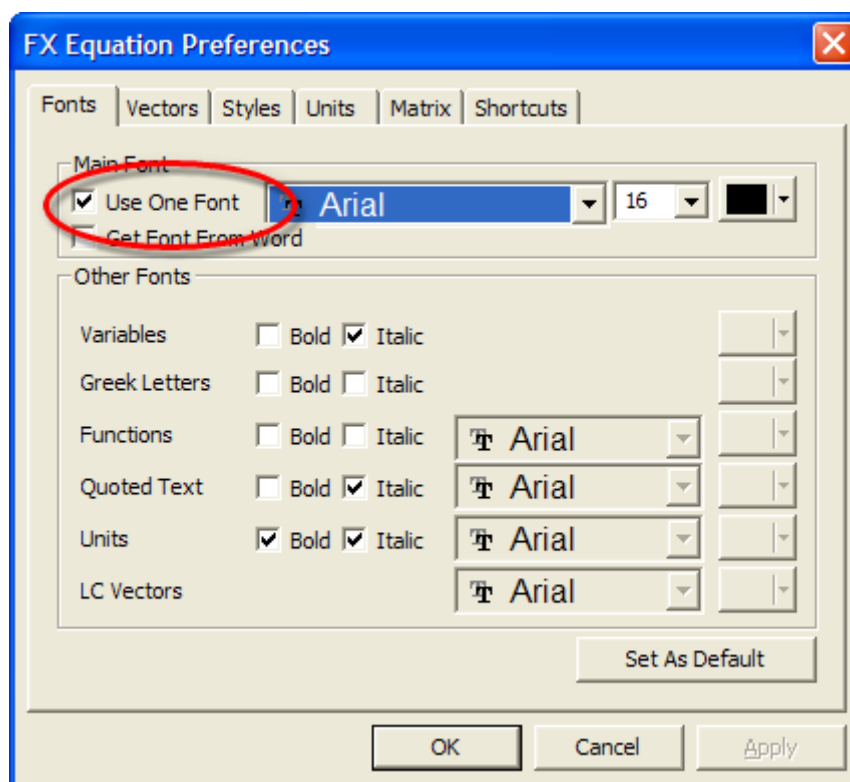 FX Equation Preferences
Fonts Vectors Styles Units Matrix Shortcuts
Main Font
Use One Font Arial 16
Get Font From Word
Other Fonts
Variables Bold Italic
Greek Letters Bold Italic
Functions Bold Italic Arial
Quoted Text Bold Italic Arial
Units Bold Italic Arial
LC Vectors Arial
Set As Default
OK Cancel Apply